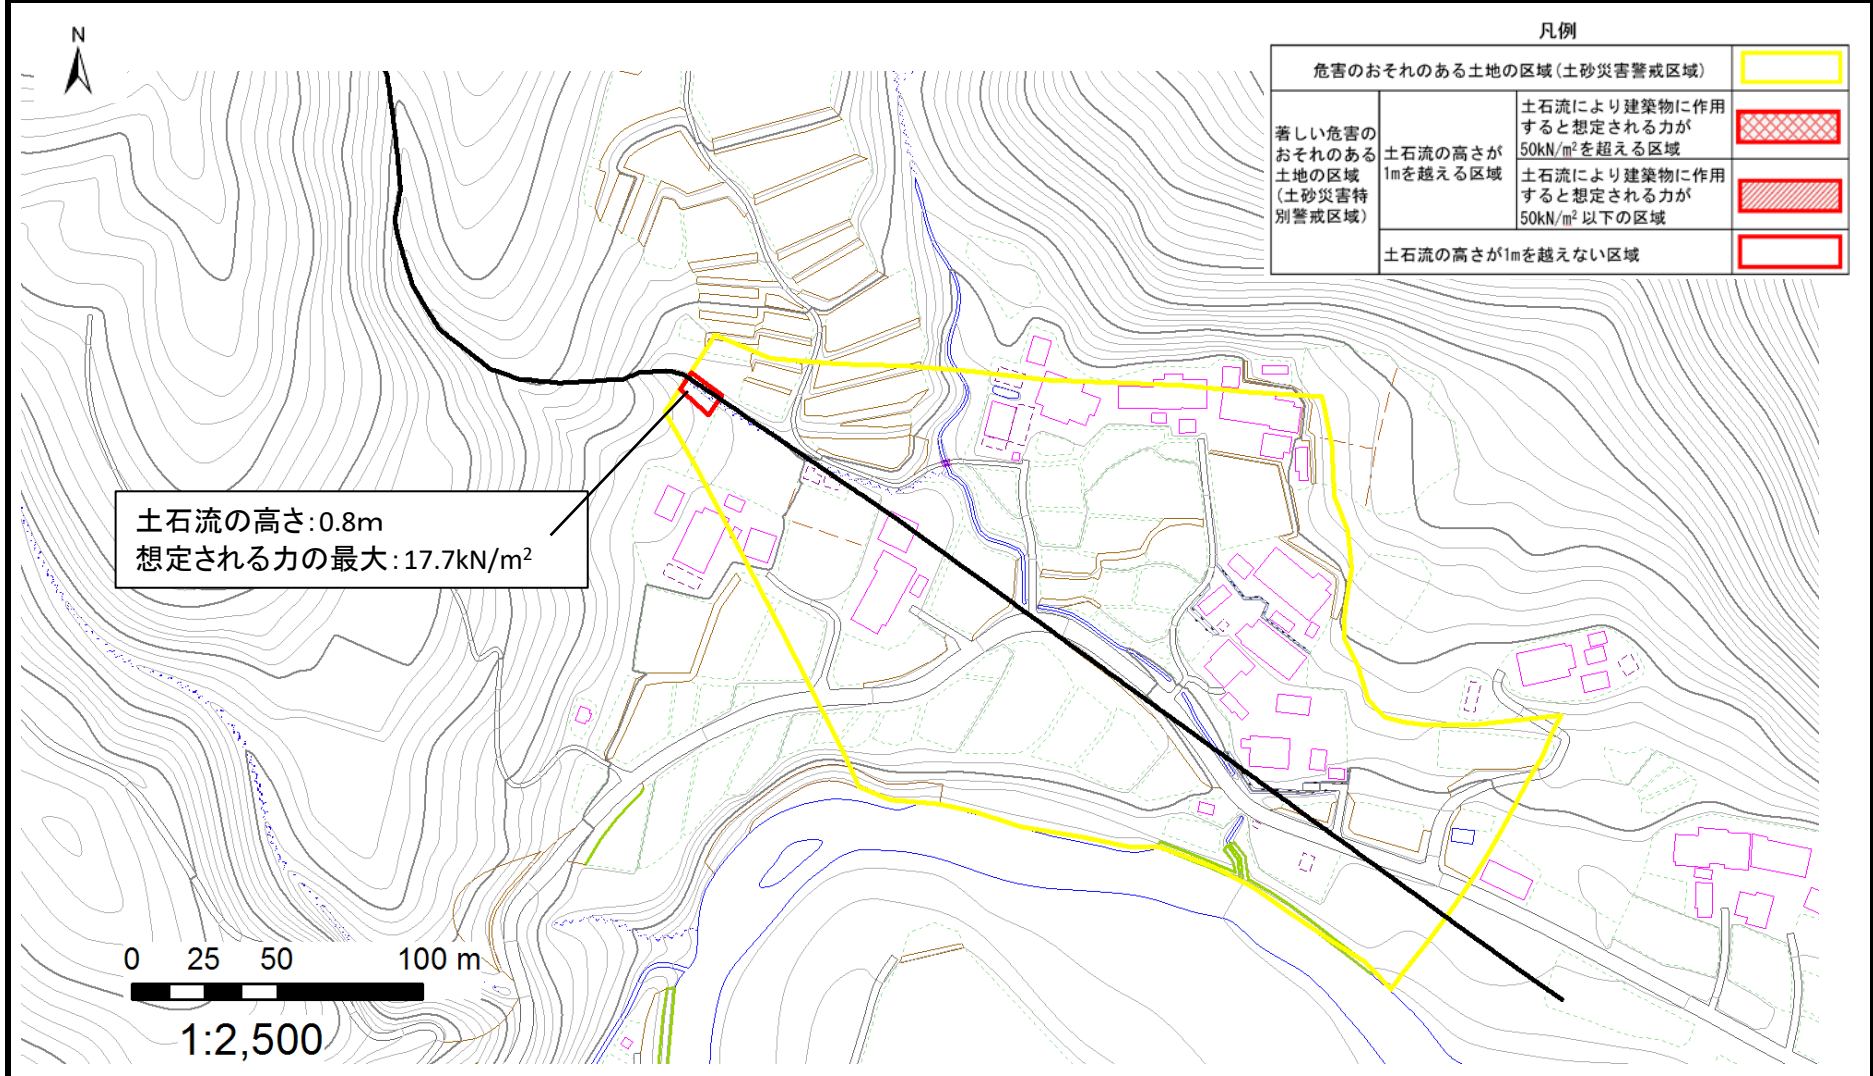 N
凡例
危害のおそれのある土地の区域(土砂災害警戒区域)
著しい危害の
おそれのある
土地の区域
(土砂災害特
別警戒区域)
土石流の高さが
1mを越える区域
土石流により建築物に作用
すると想定される力が
50kN/m²を超える区域
土石流により建築物に作用
すると想定される力が
50kN/m²以下の区域
土石流の高さが1mを越えない区域
土石流の高さ:0.8m
想定される力の最大:17.7kN/m²
0 25 50 100 m
1:2,500